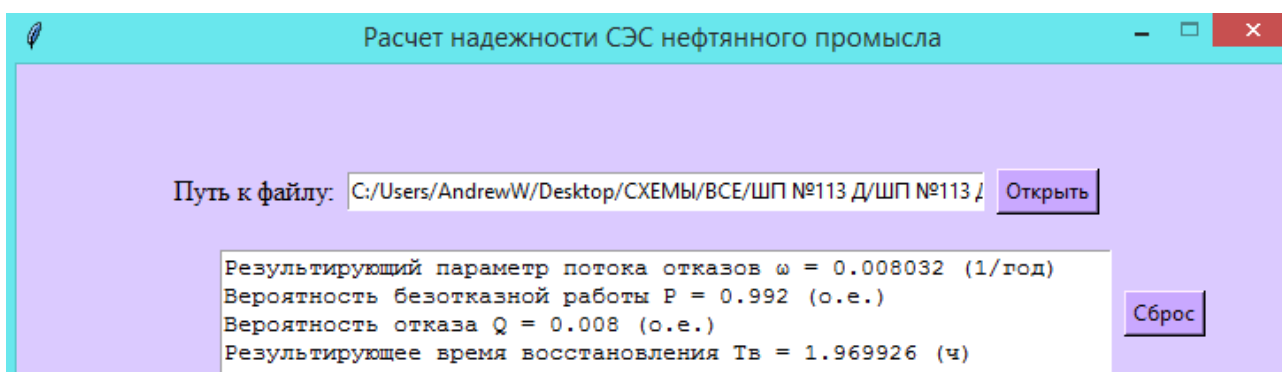 Расчет надежности СЭС нефтянного промысла
Путь к файлу: C:/Users/AndrewW/Desktop/СХЕМЫ/ВСЕ/ШП №113 Д/ШП №113 Открыть
Результирующий параметр потока отказов ω = 0.008032 (1/год)
Вероятность безотказной работы P = 0.992 (о.е.)
Вероятность отказа Q = 0.008 (о.е.)
Результирующее время восстановления Tв = 1.969926 (ч)
Сброс